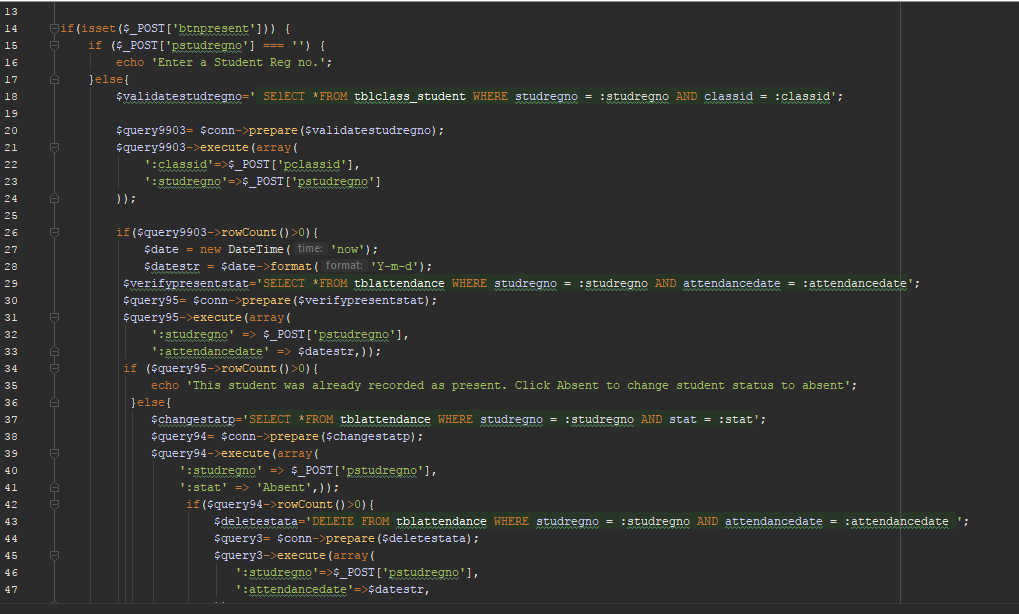 13
14 if(isset($_POST['btnpresent'])) {
15 if ($_POST['pstudregno'] === '') {
16 echo 'Enter a Student Reg no.';
17 }else{
18 $validatestudregno=' SElECT *FROM tblclass_student WHERE studregno = :studregno AND classid = :classid';
19
20 $query9903= $conn->prepare($validatestudregno);
21 $query9903->execute(array(
22 ':classid'=>$_POST['pclassid'],
23 ':studregno'=>$_POST['pstudregno']
24 ));
25
26 if($query9903->rowCount()>0){
27 $date = new DateTime( time: 'now');
28 $datestr = $date->format( format: 'Y-m-d');
29 $verifypresentstat='SELECT *FROM tblattendance WHERE studregno = :studregno AND attendancedate = :attendancedate';
30 $query95= $conn->prepare($verifypresentstat);
31 $query95->execute(array(
32 ':studregno' => $_POST['pstudregno'],
33 ':attendancedate' => $datestr,));
34 if ($query95->rowCount()>0){
35 echo 'This student was already recorded as present. Click Absent to change student status to absent';
36 }else{
37 $changestatp='SELECT *FROM tblattendance WHERE studregno = :studregno AND stat = :stat';
38 $query94= $conn->prepare($changestatp);
39 $query94->execute(array(
40 ':studregno' => $_POST['pstudregno'],
41 ':stat' => 'Absent',));
42 if($query94->rowCount()>0){
43 $deletestata='DELETE FROM tblattendance WHERE studregno = :studregno AND attendancedate = :attendancedate ';
44 $query3= $conn->prepare($deletestata);
45 $query3->execute(array(
46 ':studregno'=>$_POST['pstudregno'],
47 ':attendancedate'=>$datestr,